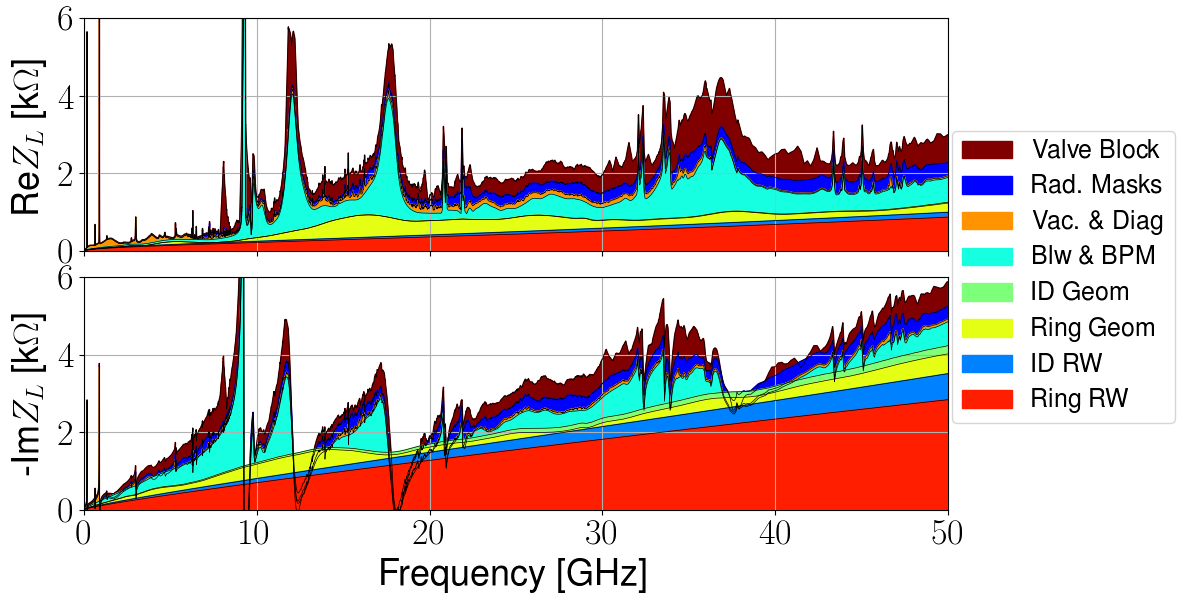 ReZ_L [kΩ]
6
4
2
0
-ImZ_L [kΩ]
6
4
2
0
0 10 20 30 40 50
Frequency [GHz]
Valve Block
Rad. Masks
Vac. & Diag
Blw & BPM
ID Geom
Ring Geom
ID RW
Ring RW